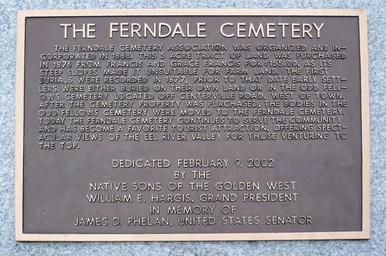 THE FERNDALE CEMETERY
THE FERNDALE CEMETERY ASSOCIATION WAS ORGANIZED AND IN-
CORPORATED IN 1868. THIS 5 ACRE TRACT OF LAND WAS PURCHASED
IN 1876 FROM FRANCIS AND GRACE FRANCIS FOR $150.00, AS ITS
STEEP SLOPES MADE IT UNSUITABLE FOR FARM LAND. THE FIRST
BURIALS WERE RECORDED IN 1877. PRIOR TO THAT DATE EARLY SETT-
LERS WERE EITHER BURIED ON THEIR OWN LAND OR IN THE ODD FELL-
OWS CEMETERY LOCATED OFF CENTERVILLE ROAD, WEST OF TOWN.
AFTER THE CEMETERY PROPERTY WAS PURCHASED, THE BODIES IN THE
ODD FELLOWS CEMETERY WERE MOVED TO THE FERNDALE CEMETERY.
TODAY THE FERNDALE CEMETERY CONTINUES TO SERVE THE COMMUNITY
AND HAS BECOME A FAVORITE TOURIST ATTRACTION, OFFERING SPECT-
ACULAR VIEWS OF THE EEL RIVER VALLEY FOR THOSE VENTURING TO
THE TOP.
DEDICATED FEBRUARY 9, 2002
BY THE
NATIVE SONS OF THE GOLDEN WEST
WILLIAM E. HARGIS, GRAND PRESIDENT
IN MEMORY OF
JAMES D. PHELAN, UNITED STATES SENATOR